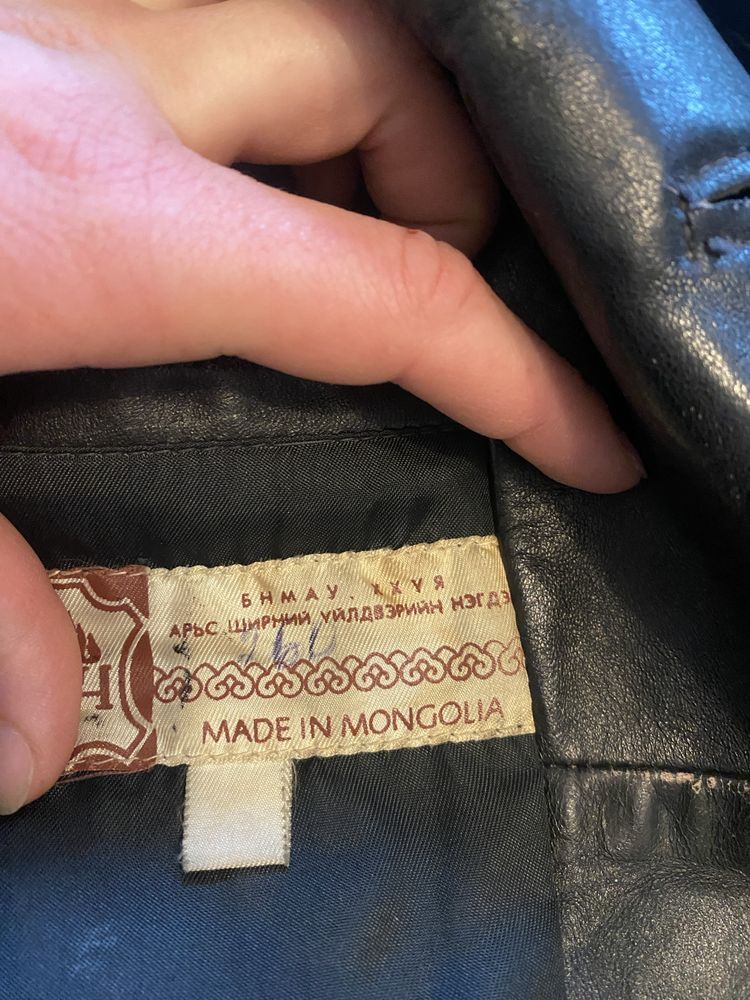 БНМАУ. ХХҮЯ
АРЬС ШИРНИЙ ҮЙЛДВЭРИЙН НЭГДЭ
MADE IN MONGOLIA